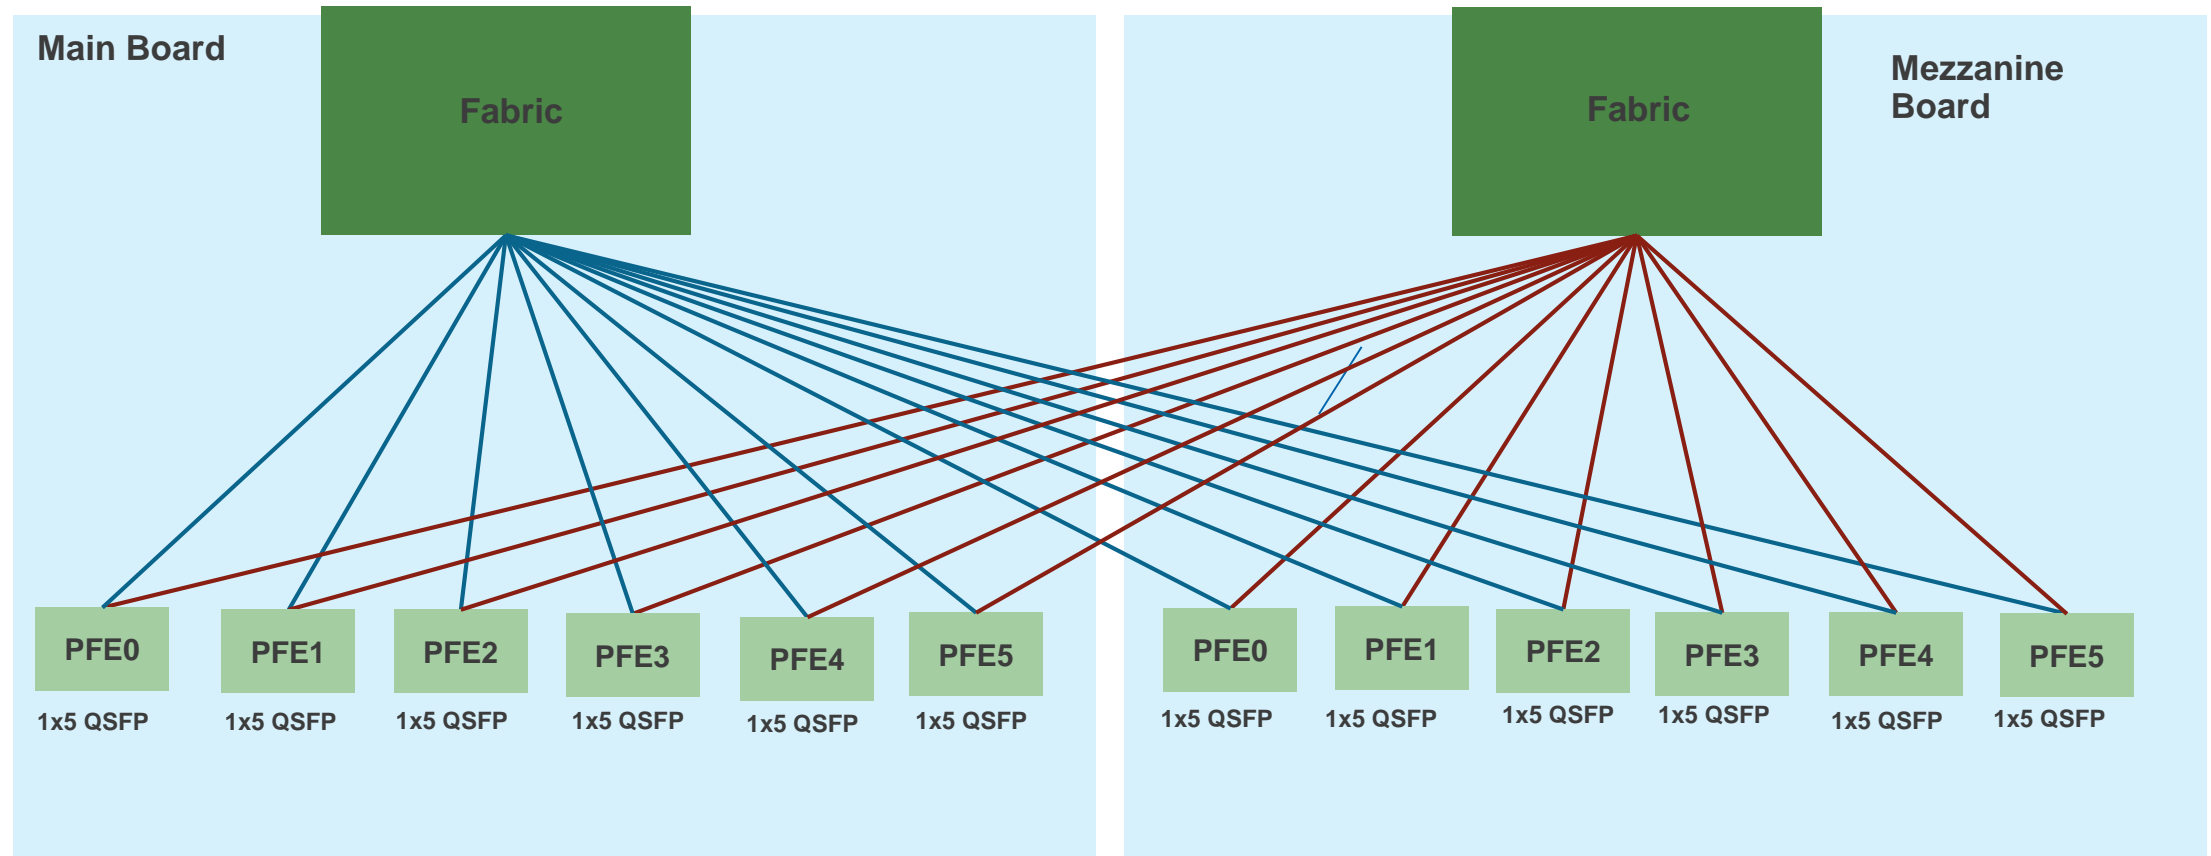 Main Board
Fabric
Fabric
Mezzanine
Board
PFE0
PFE1
PFE2
PFE3
PFE4
PFE5
PFE0
PFE1
PFE2
PFE3
PFE4
PFE5
1x5 QSFP
1x5 QSFP
1x5 QSFP
1x5 QSFP
1x5 QSFP
1x5 QSFP
1x5 QSFP
1x5 QSFP
1x5 QSFP
1x5 QSFP
1x5 QSFP
1x5 QSFP